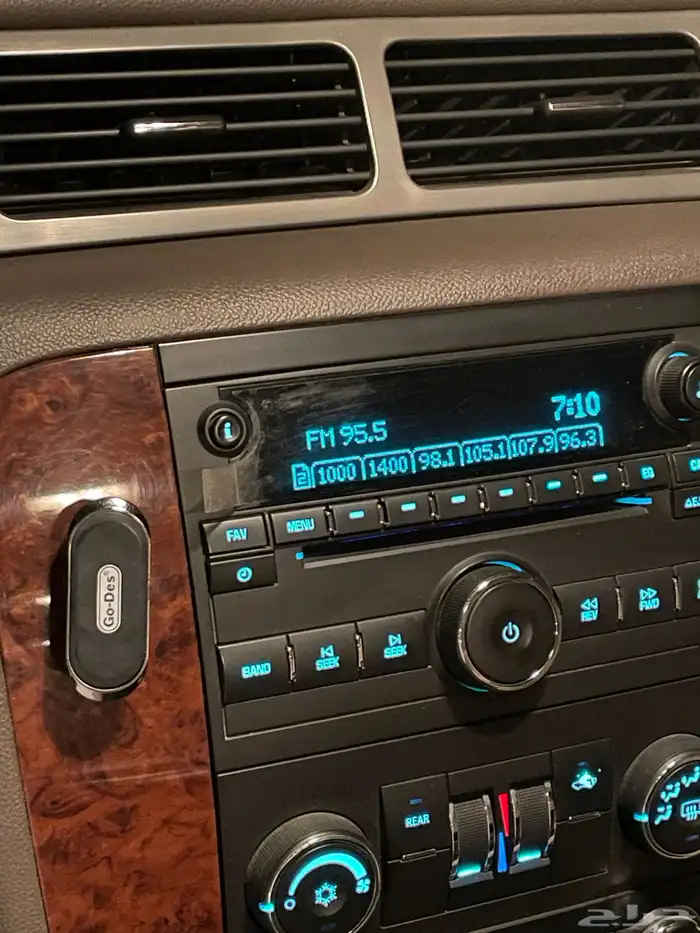 i
7:10
FM 95.5
2 1000 1400 98.1 105.1 107.9 96.3
FAV
MENU
EQ
Go-Des®
BAND
SEEK
SEEK
REV
FWD
REAR
حراج